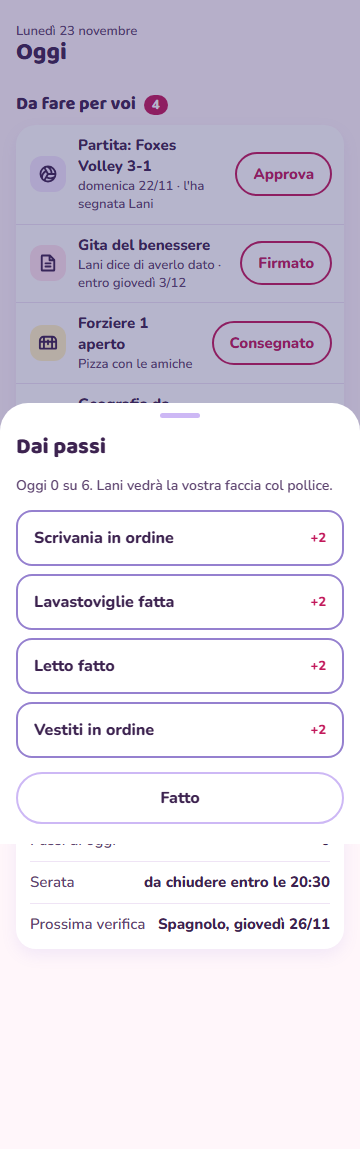 Lunedì 23 novembre
Oggi
Da fare per voi 4
Partita: Foxes
Volley 3-1
domenica 22/11 · l'ha
segnata Lani
Approva
Gita del benessere
Lani dice di averlo dato ·
entro giovedì 3/12
Firmato
Forziere 1
aperto
Pizza con le amiche
Consegnato
Dai passi
Oggi 0 su 6. Lani vedrà la vostra faccia col pollice.
Scrivania in ordine +2
Lavastoviglie fatta +2
Letto fatto +2
Vestiti in ordine +2
Fatto
Serata da chiudere entro le 20:30
Prossima verifica Spagnolo, giovedì 26/11